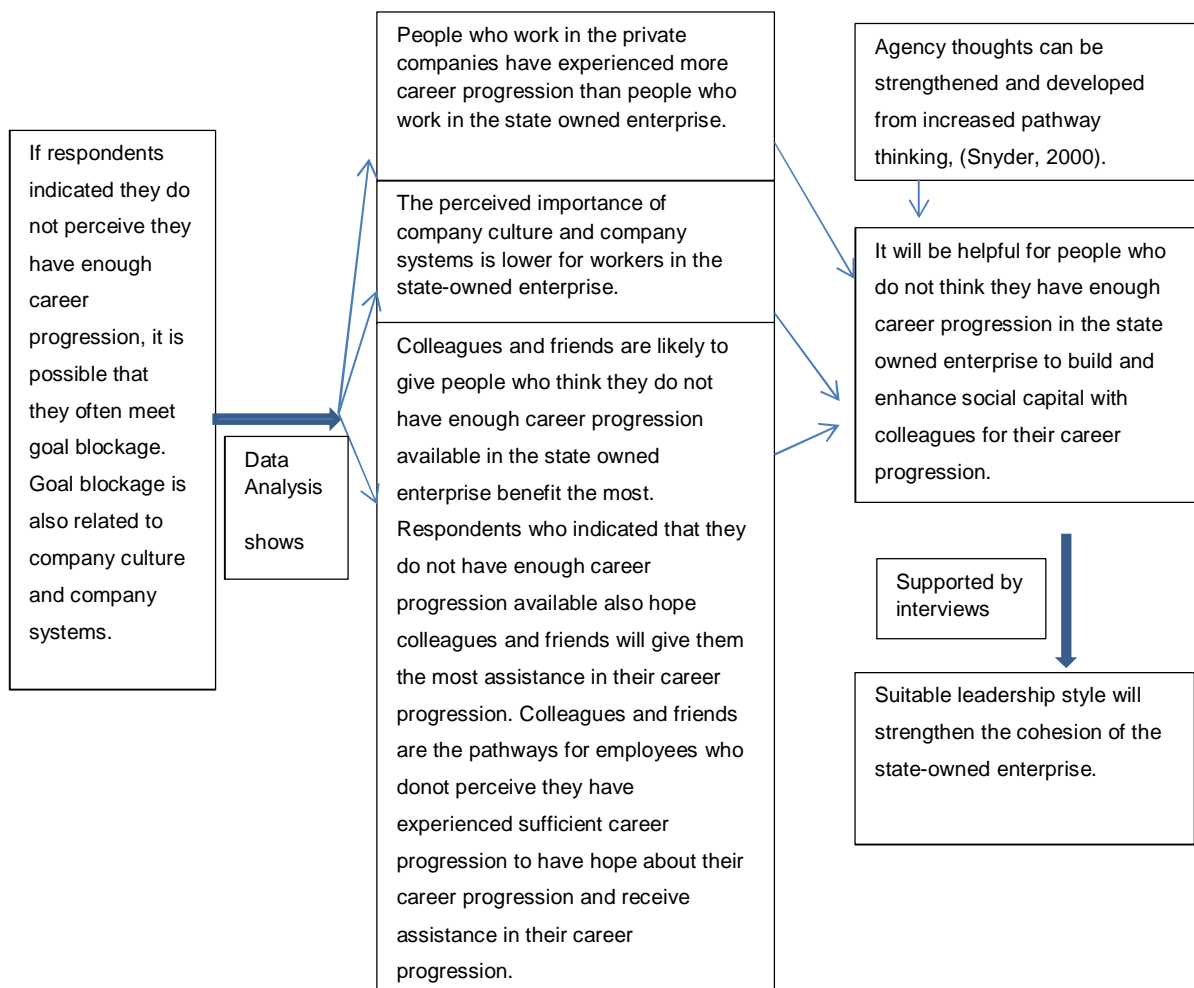 If respondents
indicated they do
not perceive they
have enough
career
progression, it is
possible that
they often meet
goal blockage.
Goal blockage is
also related to
company culture
and company
systems.
Data
Analysis
shows
People who work in the private
companies have experienced more
career progression than people who
work in the state owned enterprise.
The perceived importance of
company culture and company
systems is lower for workers in the
state-owned enterprise.
Colleagues and friends are likely to
give people who think they do not
have enough career progression
available in the state owned
enterprise benefit the most.
Respondents who indicated that they
do not have enough career
progression available also hope
colleagues and friends will give them
the most assistance in their career
progression. Colleagues and friends
are the pathways for employees who
donot perceive they have
experienced sufficient career
progression to have hope about their
career progression and receive
assistance in their career
progression.
Agency thoughts can be
strengthened and developed
from increased pathway
thinking, (Snyder, 2000).
It will be helpful for people who
do not think they have enough
career progression in the state
owned enterprise to build and
enhance social capital with
colleagues for their career
progression.
Supported by
interviews
Suitable leadership style will
strengthen the cohesion of the
state-owned enterprise.